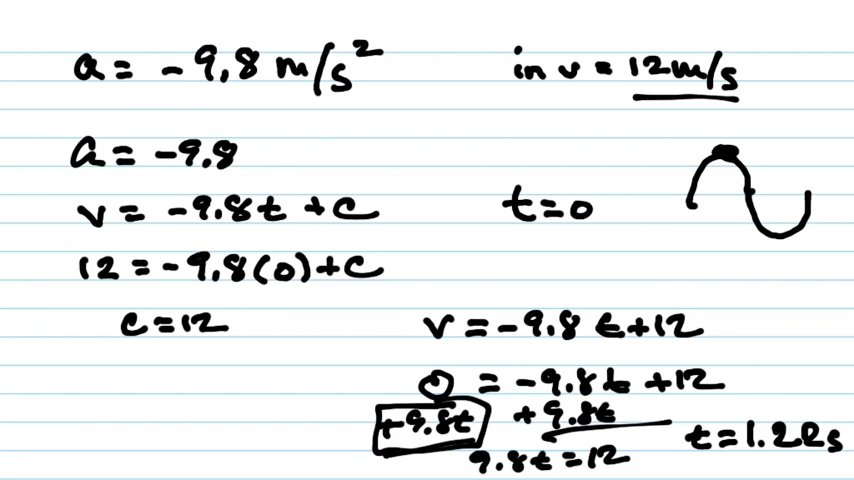 a = -9.8 m/s²
in v = 12m/s
a = -9.8
v = -9.8t + c
t = 0
12 = -9.8(0) + c
c = 12
v = -9.8t + 12
0 = -9.8t + 12
+9.8t +9.8t
9.8t = 12
t = 1.22s